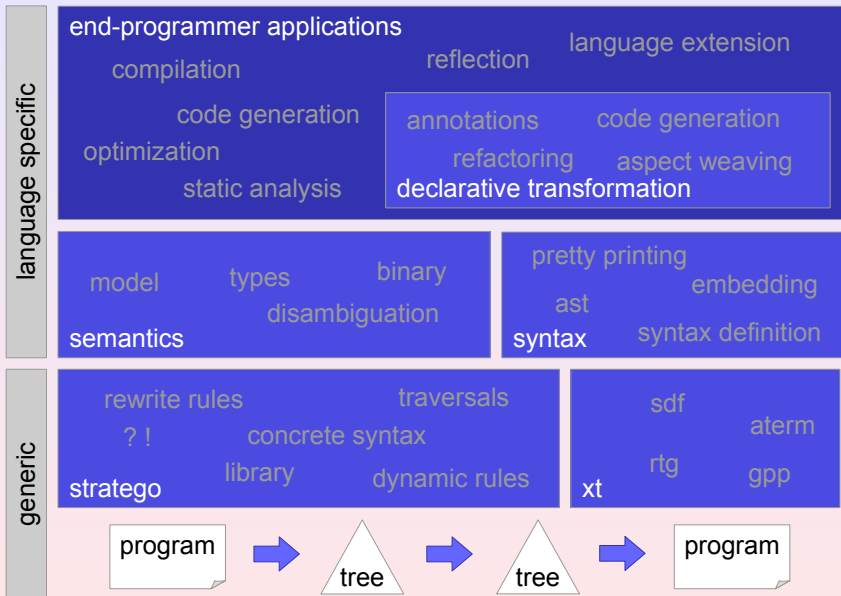 language specific
end-programmer applications
compilation
reflection
language extension
code generation
optimization
static analysis
annotations
code generation
refactoring
aspect weaving
declarative transformation
model
types
binary
disambiguation
semantics
pretty printing
embedding
ast
syntax definition
syntax
generic
rewrite rules
traversals
? !
concrete syntax
library
dynamic rules
stratego
sdf
aterm
rtg
gpp
xt
program
tree
tree
program